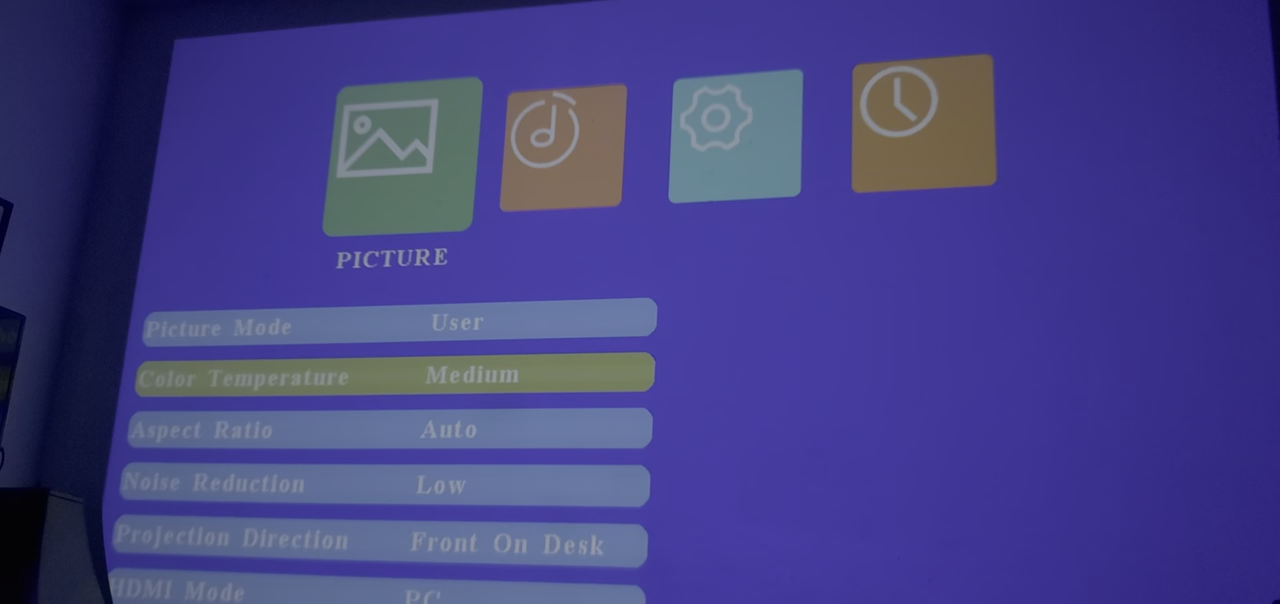 PICTURE
Picture Mode User
Color Temperature Medium
Aspect Ratio Auto
Noise Reduction Low
Projection Direction Front On Desk
HDMI Mode PC